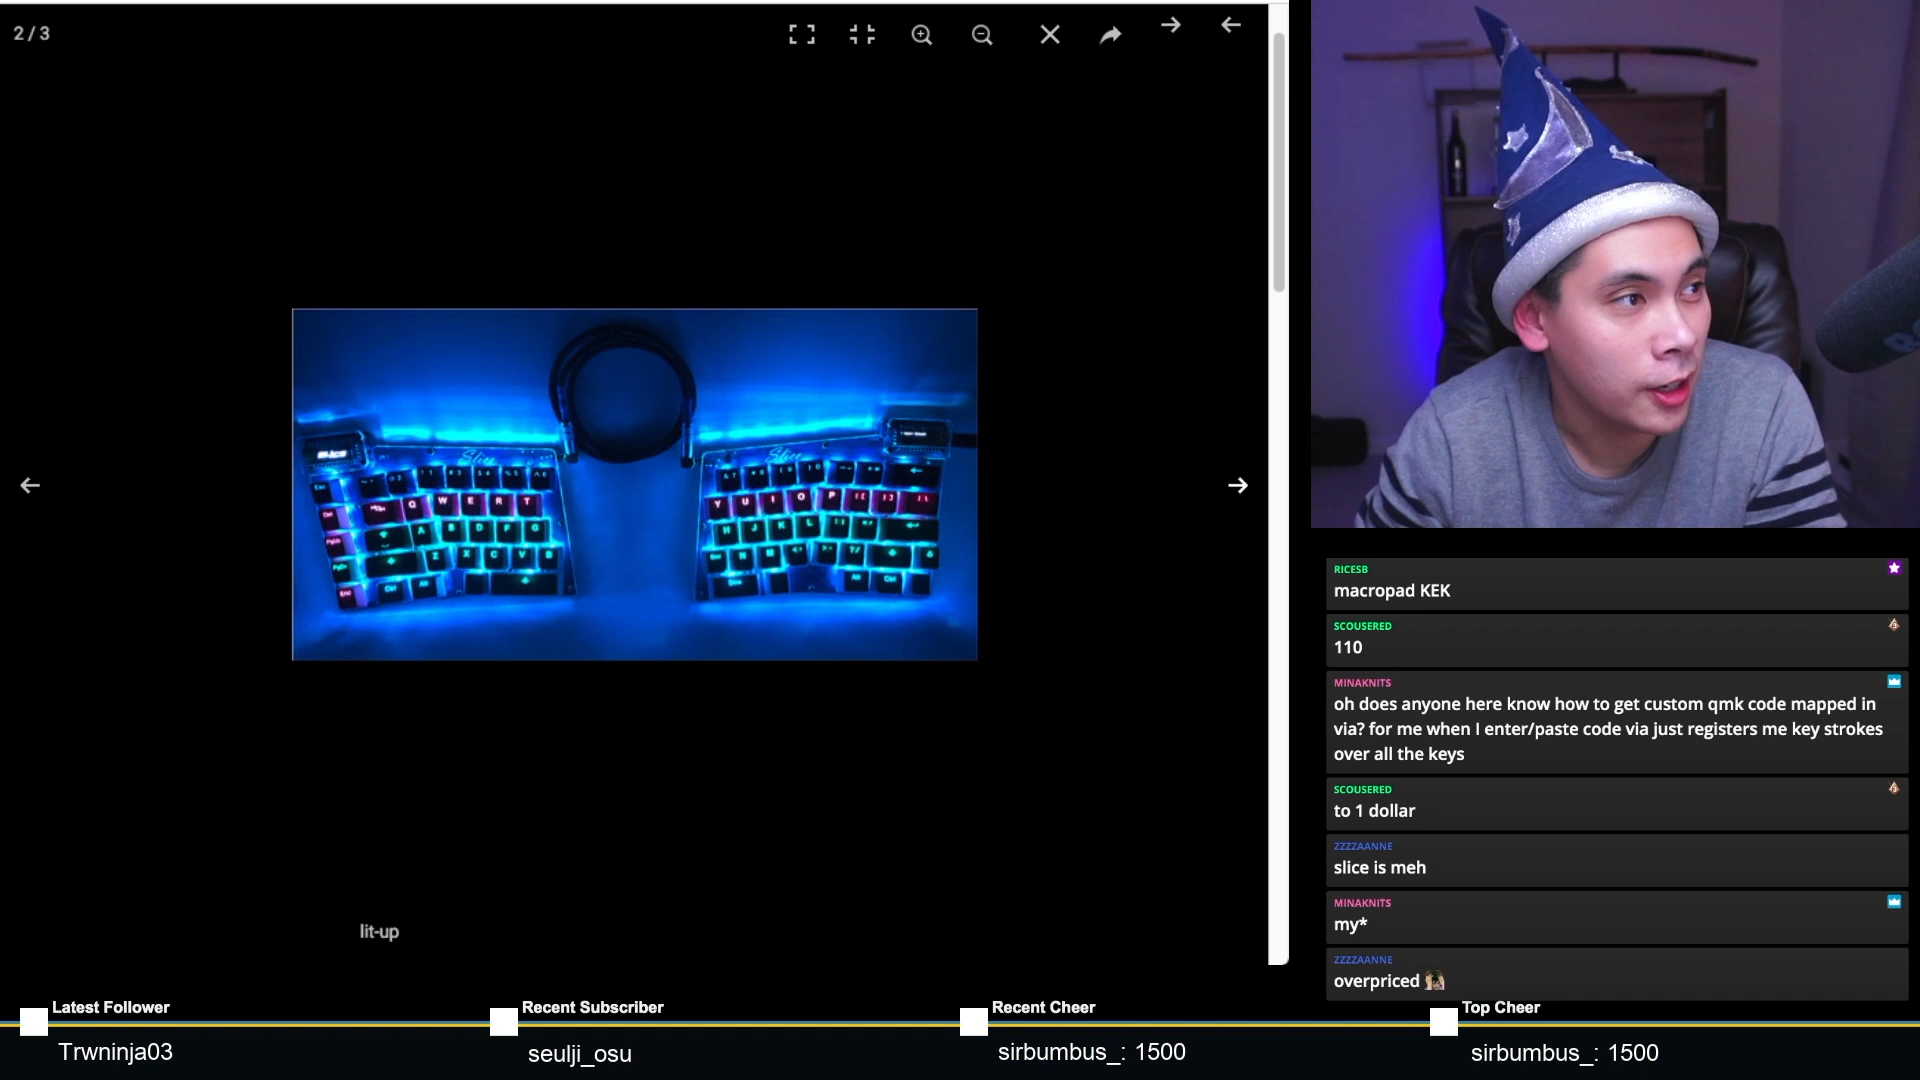 2 / 3
Slice
Slice
lit-up
RICESB
macropad KEK
SCOUSERED
110
MINAKNITS
oh does anyone here know how to get custom qmk code mapped in
via? for me when I enter/paste code via just registers me key strokes
over all the keys
SCOUSERED
to 1 dollar
ZZZZAANNE
slice is meh
MINAKNITS
my*
ZZZZAANNE
overpriced
Latest Follower
Trwninja03
Recent Subscriber
seulji_osu
Recent Cheer
sirbumbus_: 1500
Top Cheer
sirbumbus_: 1500